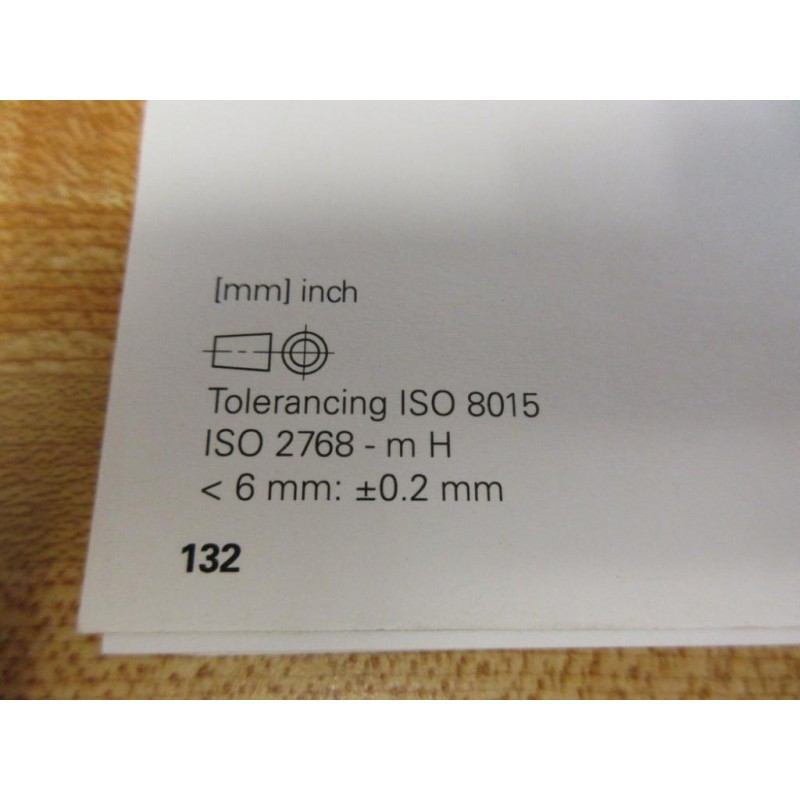 [mm] inch
Tolerancing ISO 8015
ISO 2768 - m H
< 6 mm: ±0.2 mm
132